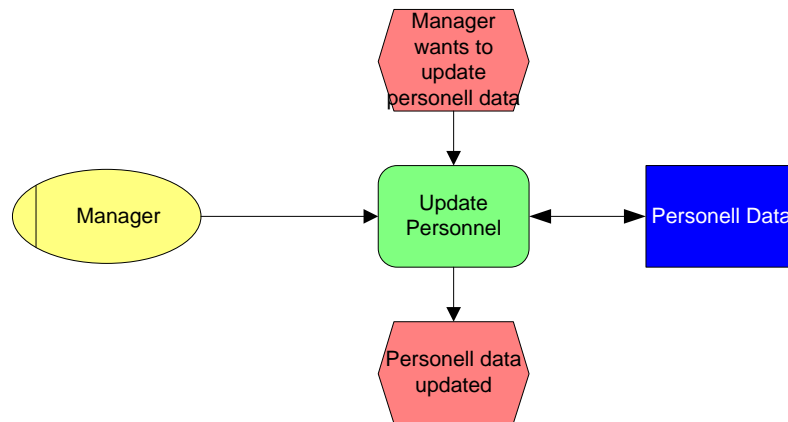 Manager
wants to
update
personell data
Manager
Update
Personnel
Personell Data
Personell data
updated